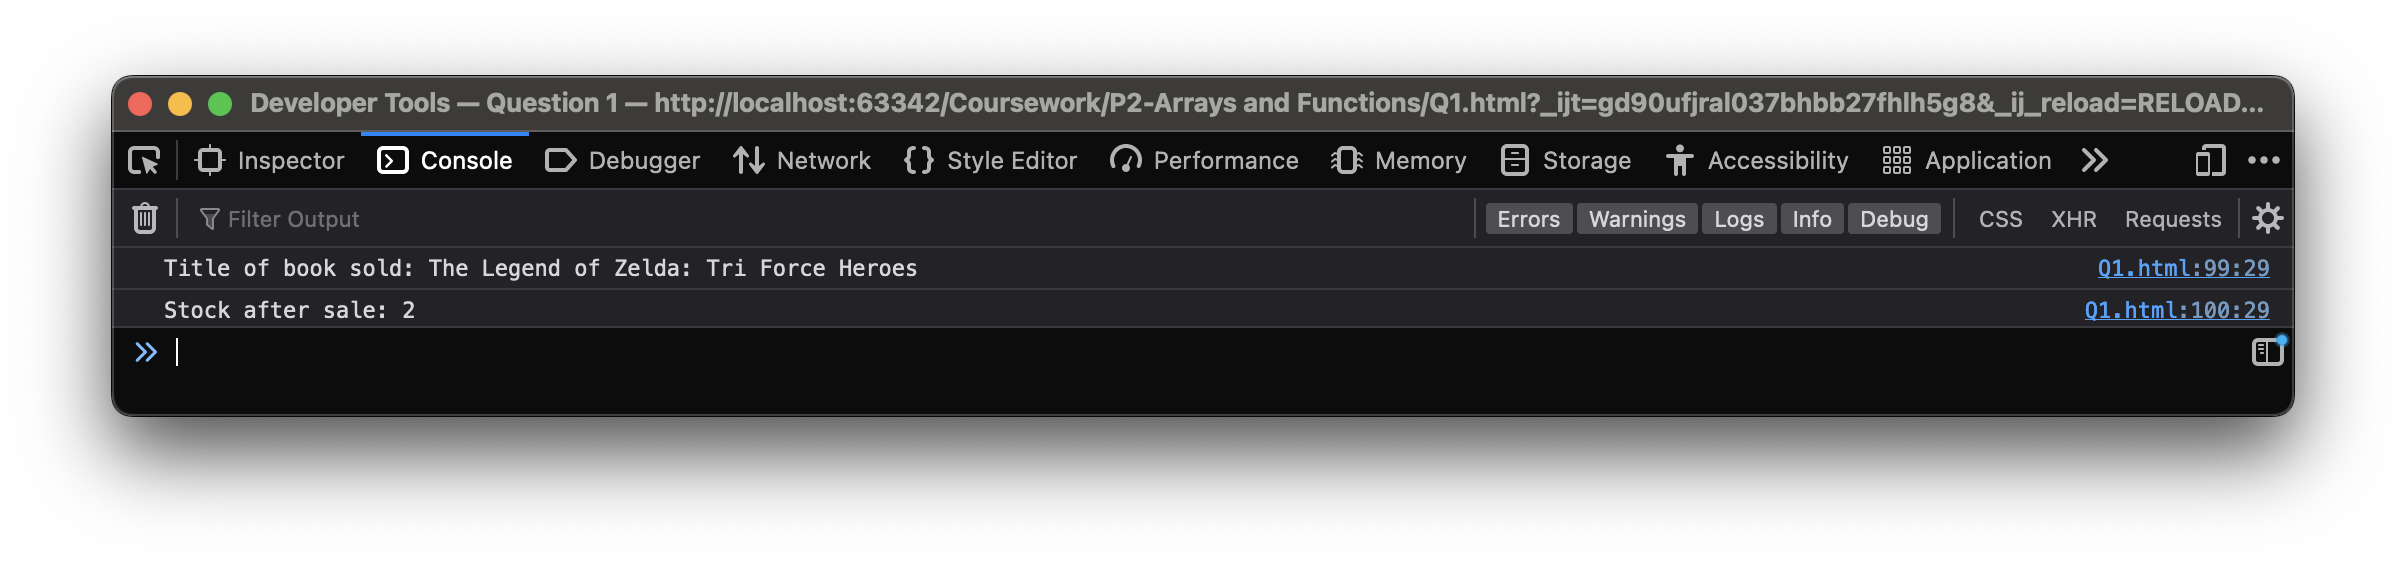 Developer Tools — Question 1 — http://localhost:63342/Coursework/P2-Arrays and Functions/Q1.html?_ijt=gd90ufjral037bhbb27fhlh5g8&_ij_reload=RELOAD...
Inspector Console Debugger Network Style Editor Performance Memory Storage Accessibility Application
Filter Output Errors Warnings Logs Info Debug CSS XHR Requests
Title of book sold: The Legend of Zelda: Tri Force Heroes Q1.html:99:29
Stock after sale: 2 Q1.html:100:29